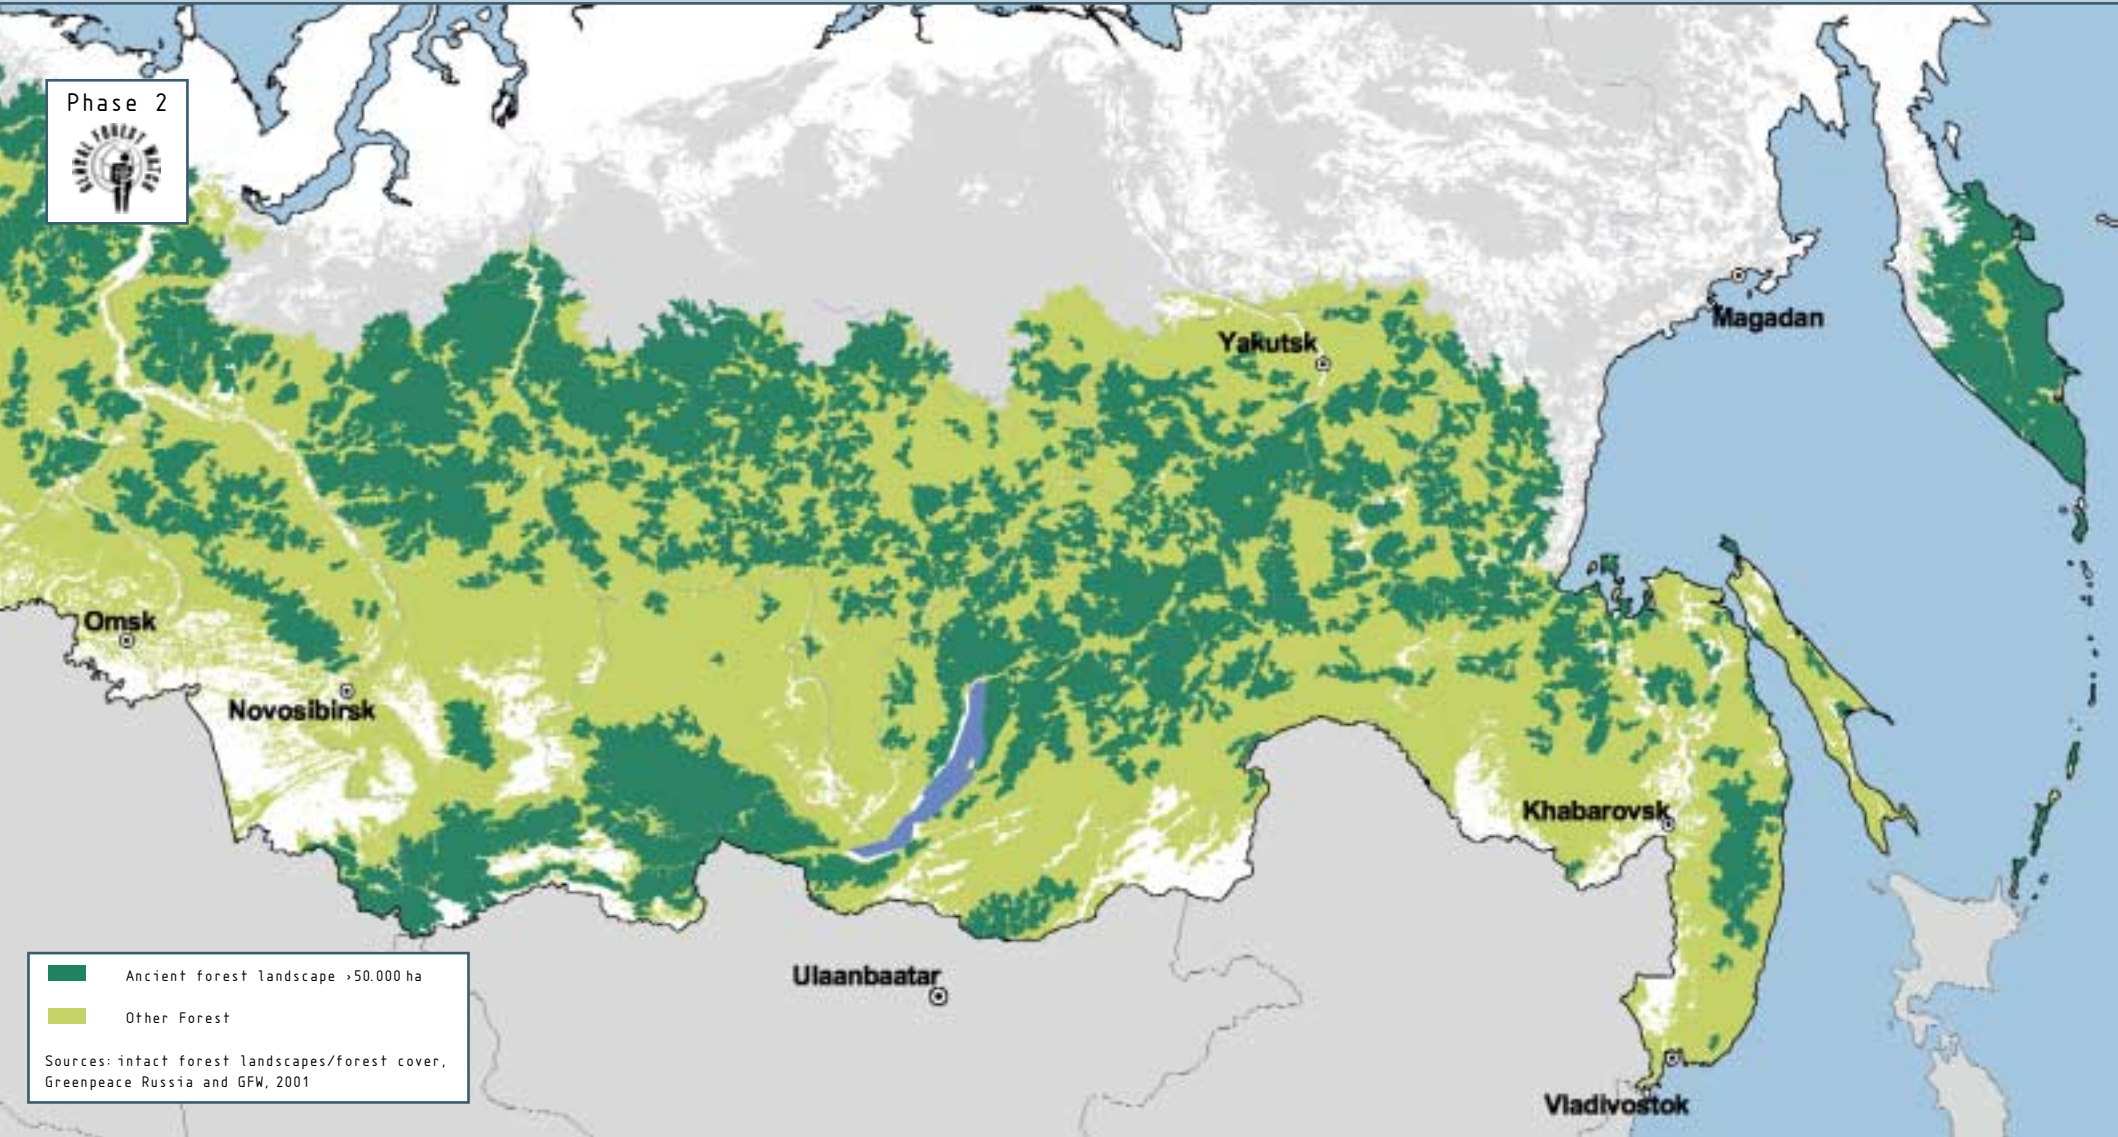 Phase 2
GLOBAL FOREST WATCH
Yakutsk
Magadan
Omsk
Novosibirsk
Khabarovsk
Ulaanbaatar
Vladivostok
Ancient forest landscape >50.000 ha
Other Forest
Sources: intact forest landscapes/forest cover,
Greenpeace Russia and GFW, 2001